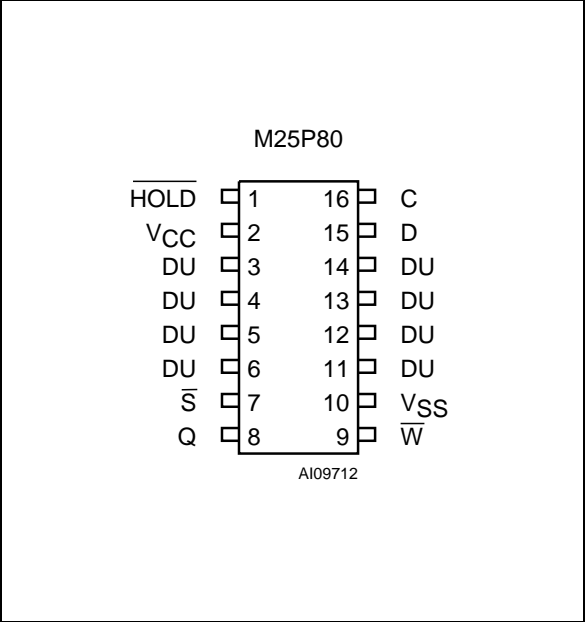 M25P80
HOLD 1 16 C
VCC 2 15 D
DU 3 14 DU
DU 4 13 DU
DU 5 12 DU
DU 6 11 DU
S 7 10 VSS
Q 8 9 W
AI09712